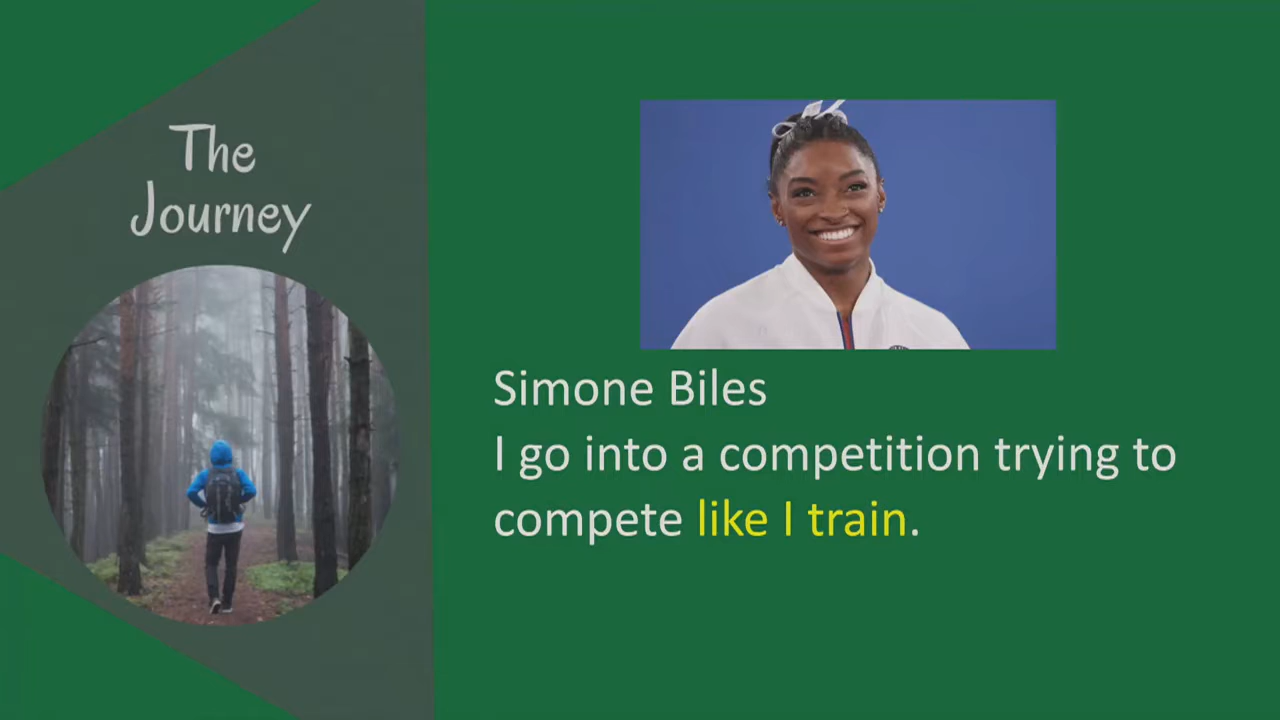 The
Journey
Simone Biles
I go into a competition trying to
compete like I train.